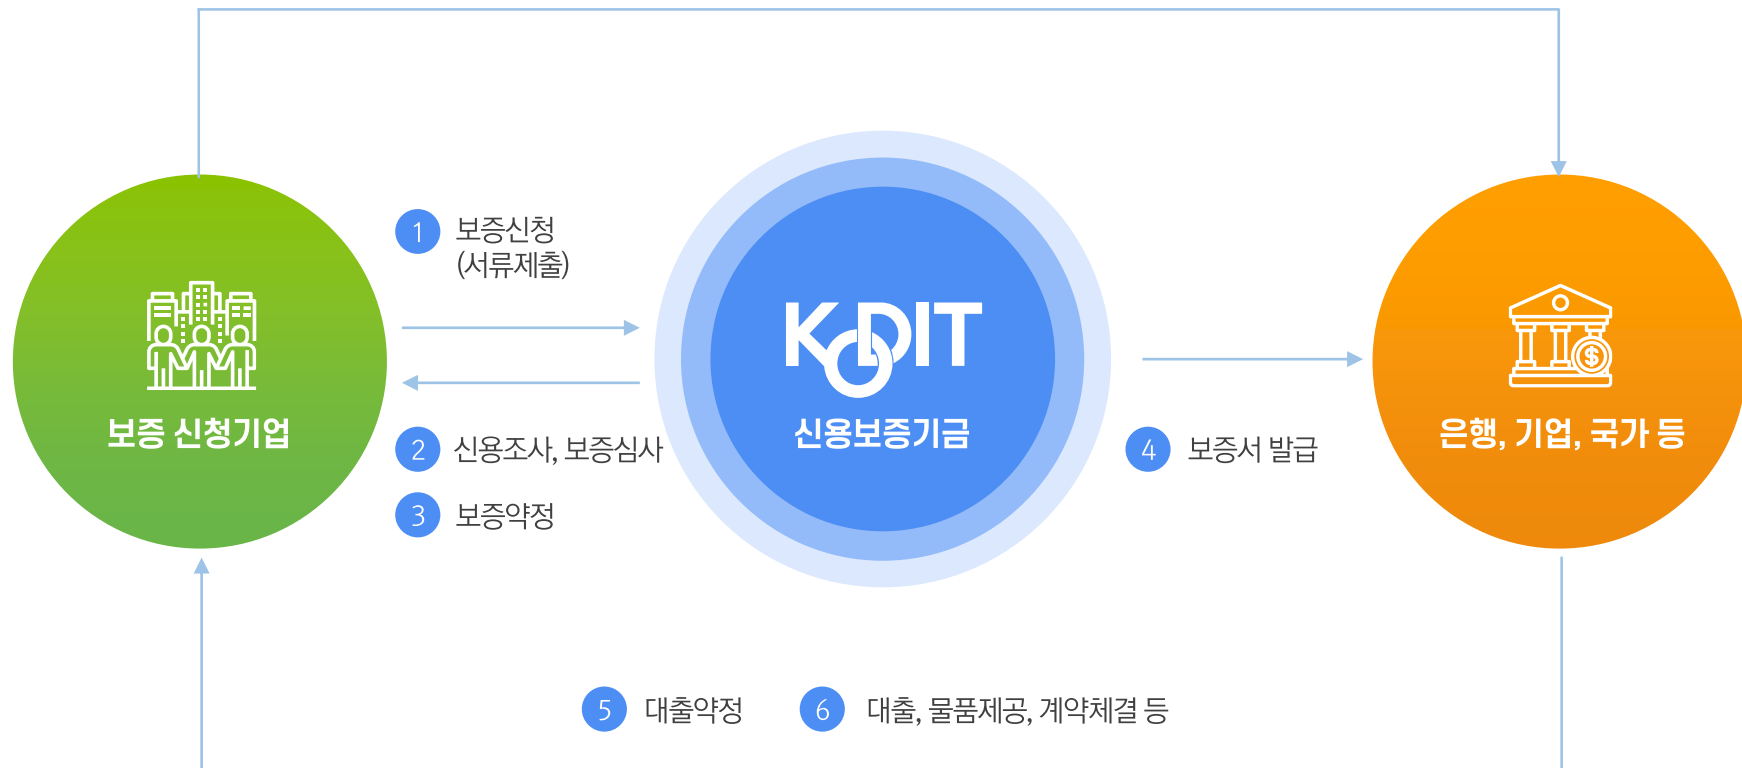 1 보증신청
(서류제출)
보증 신청기업
KODIT
신용보증기금
은행, 기업, 국가 등
2 신용조사, 보증심사
3 보증약정
4 보증서 발급
5 대출약정
6 대출, 물품제공, 계약체결 등